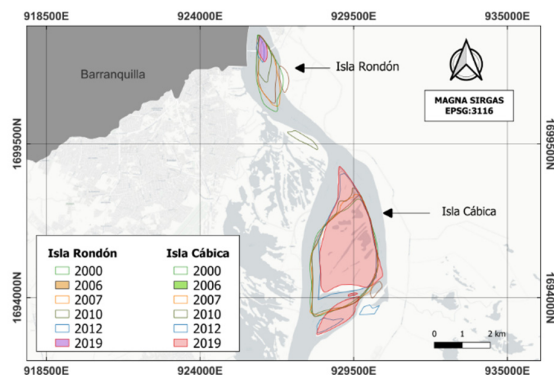 918500E
924000E
929500E
935000E
Barranquilla
Isla Rondón
MAGNA SIRGAS
EPSG:3116
1699500N
1699500N
Isla Cábica
Isla Rondón
Isla Cábica
2000
2000
2006
2006
2007
2007
2010
2010
2012
2012
2019
2019
1694000N
1694000N
0
1
2 km
918500E
924000E
929500E
935000E